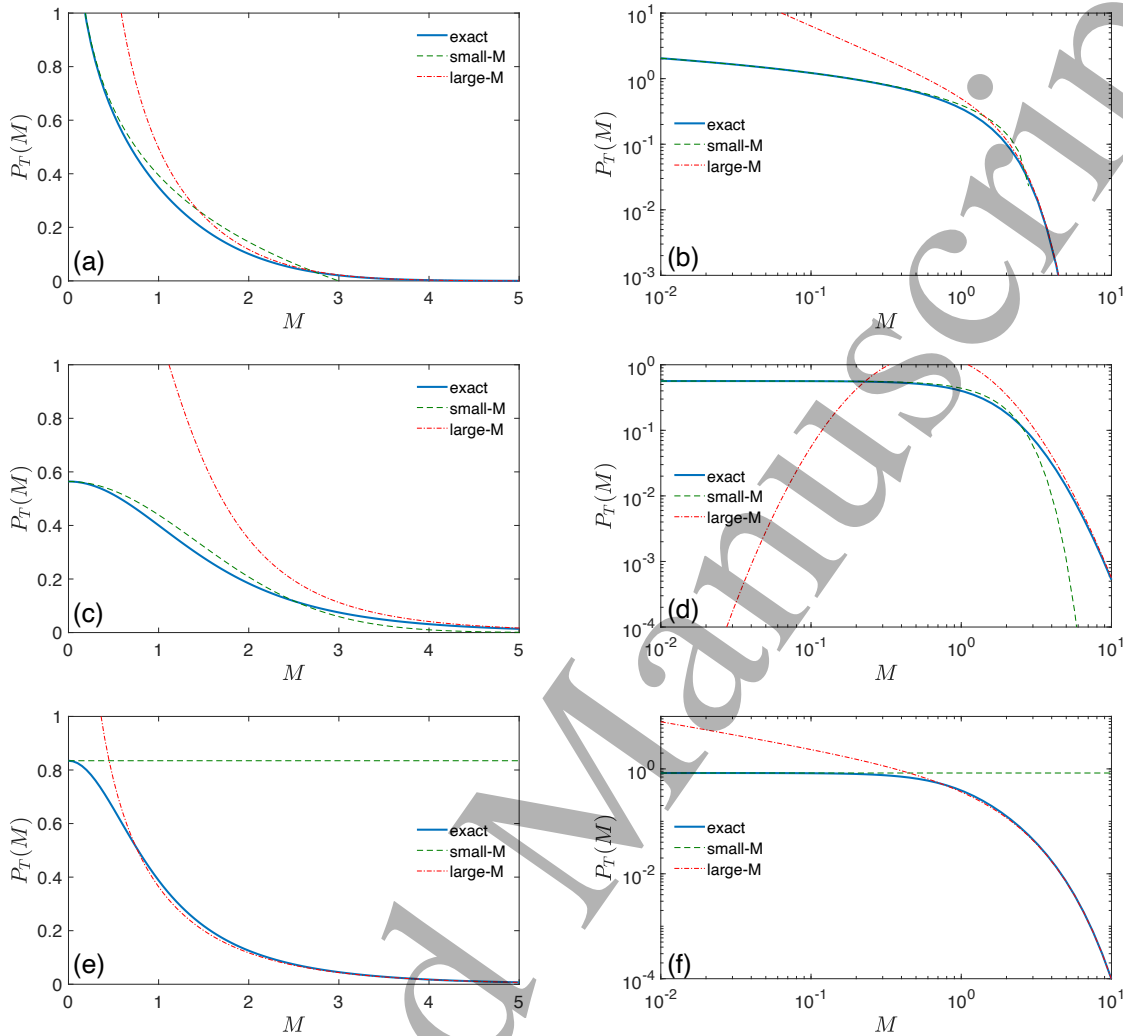 1
0.8
0.6
0.4
0.2
0
0 1 2 3 4 5
P_T(M)
M
exact
small-M
large-M
(a)
10^1
10^0
10^-1
10^-2
10^-3
10^-2 10^-1 10^0 10^1
P_T(M)
M
exact
small-M
large-M
(b)
1
0.8
0.6
0.4
0.2
0
0 1 2 3 4 5
P_T(M)
M
exact
small-M
large-M
(c)
10^0
10^-1
10^-2
10^-3
10^-4
10^-2 10^-1 10^0 10^1
P_T(M)
M
exact
small-M
large-M
(d)
1
0.8
0.6
0.4
0.2
0
0 1 2 3 4 5
P_T(M)
M
exact
small-M
large-M
(e)
10^0
10^-2
10^-4
10^-2 10^-1 10^0 10^1
P_T(M)
M
exact
small-M
large-M
(f)
d Manuscrip